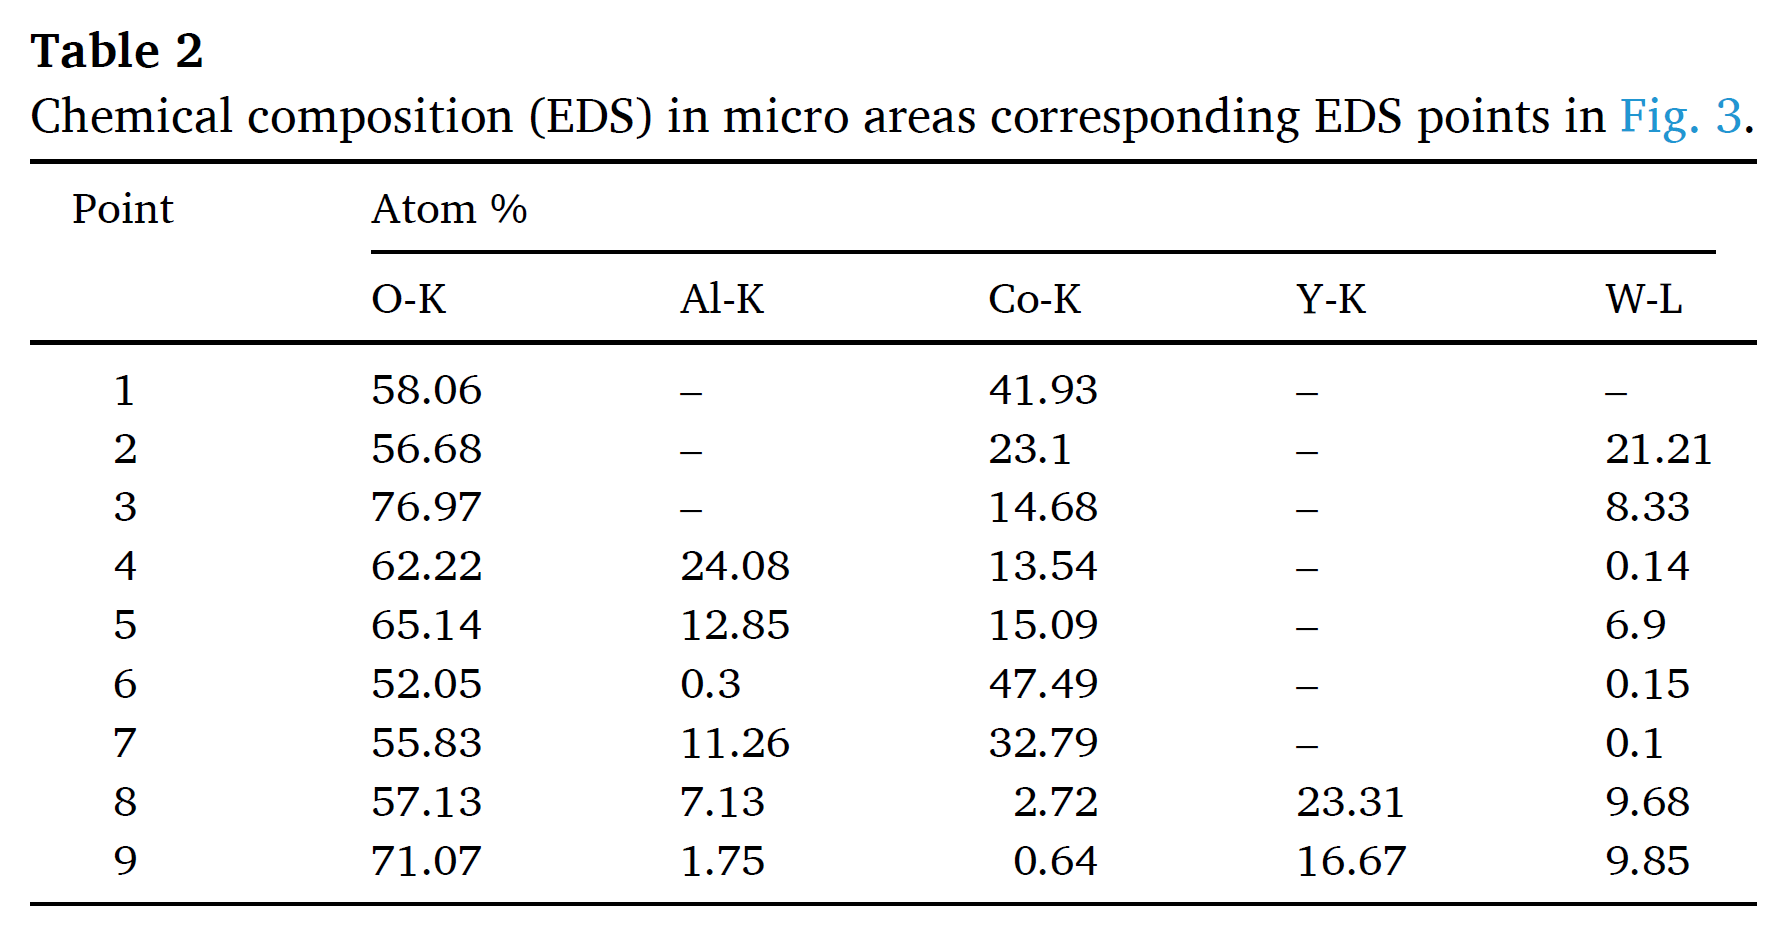 Table 2
Chemical composition (EDS) in micro areas corresponding EDS points in Fig. 3.
Point Atom %
O-K Al-K Co-K Y-K W-L
1 58.06 – 41.93 – –
2 56.68 – 23.1 – 21.21
3 76.97 – 14.68 – 8.33
4 62.22 24.08 13.54 – 0.14
5 65.14 12.85 15.09 – 6.9
6 52.05 0.3 47.49 – 0.15
7 55.83 11.26 32.79 – 0.1
8 57.13 7.13 2.72 23.31 9.68
9 71.07 1.75 0.64 16.67 9.85